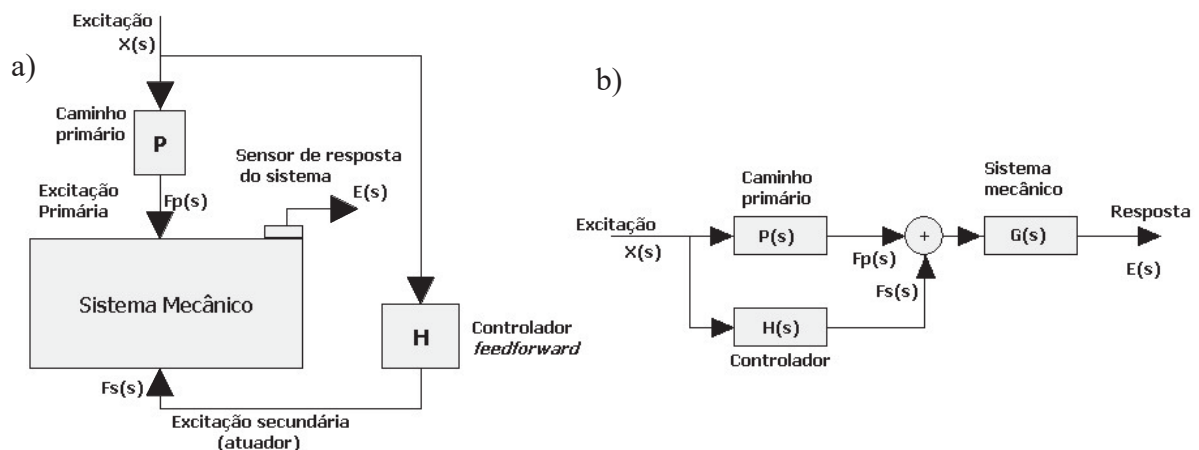 a)
Excitação
X(s)
Caminho
primário
P
Excitação
Primária
Fp(s)
Sensor de resposta
do sistema
E(s)
Sistema Mecânico
H
Controlador
feedforward
Fs(s)
Excitação secundária
(atuador)
b)
Excitação
X(s)
Caminho
primário
P(s)
Fp(s)
+
Fs(s)
H(s)
Controlador
Sistema
mecânico
G(s)
Resposta
E(s)